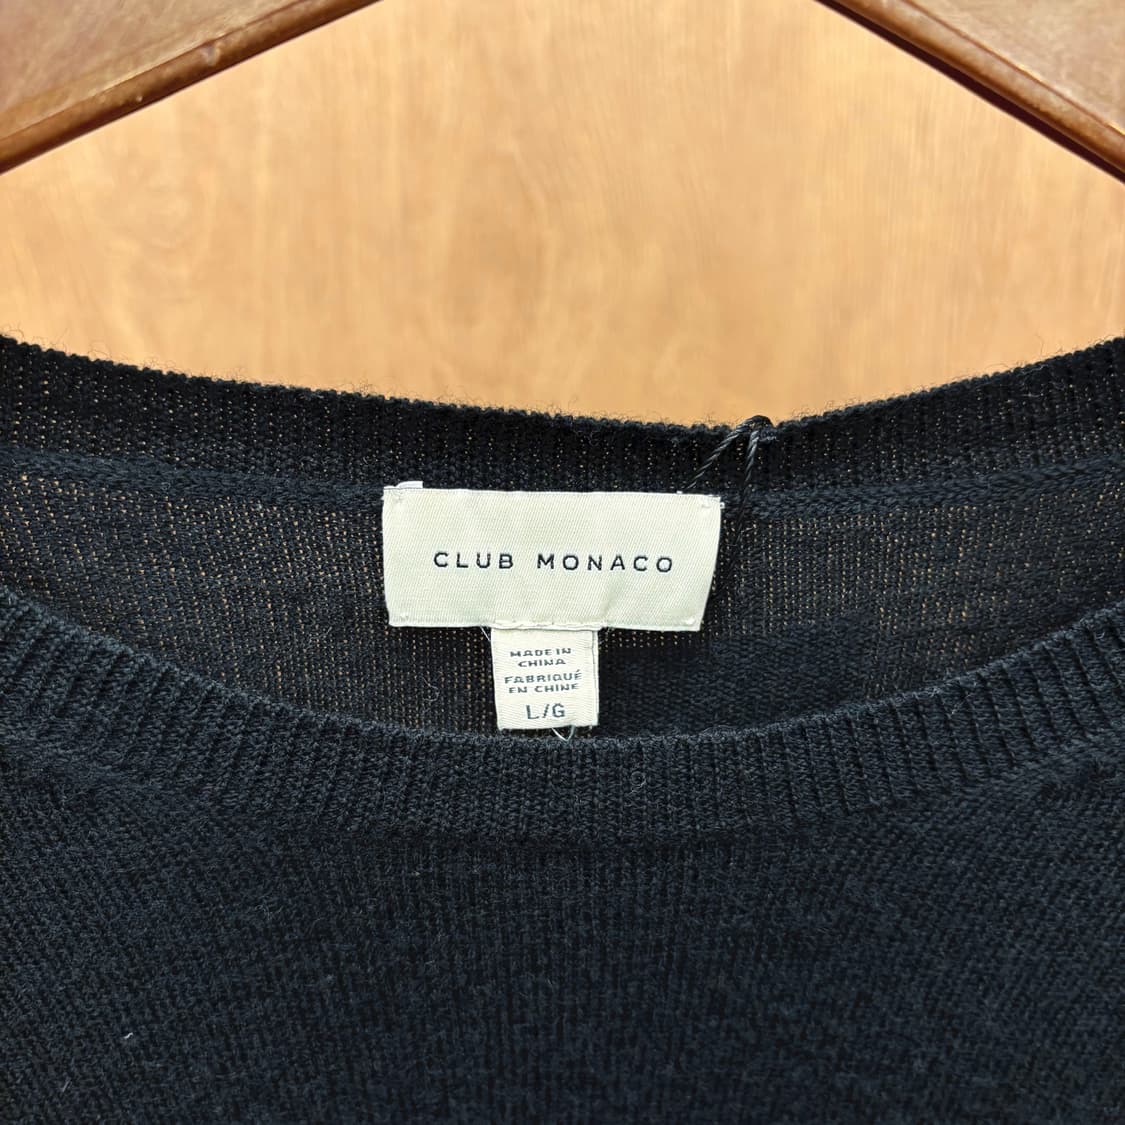 CLUB MONACO
MADE IN
CHINA
FABRIQUÉ
EN CHINE
L/G